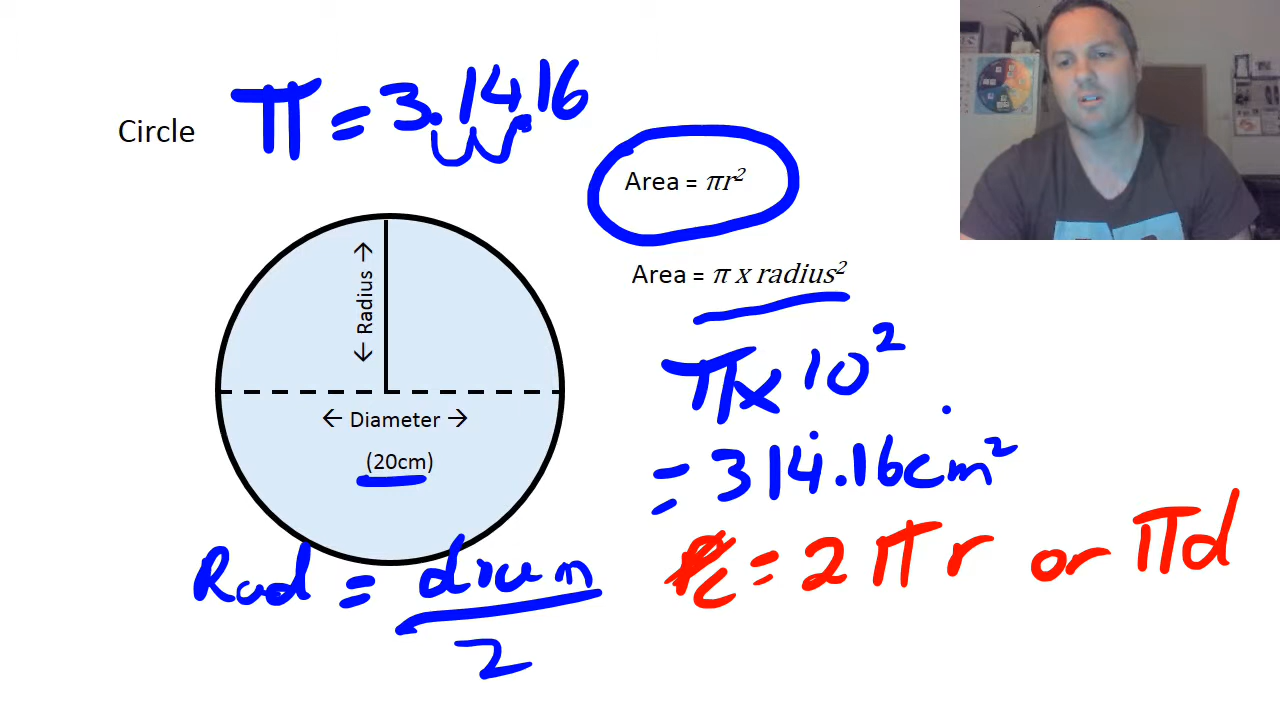 Circle π = 3.1416
Area = πr²
Area = π x radius²
← Radius →
← Diameter →
(20cm)
π x 10²
= 314.16cm²
C = 2πr or πd
Rad = diam
2